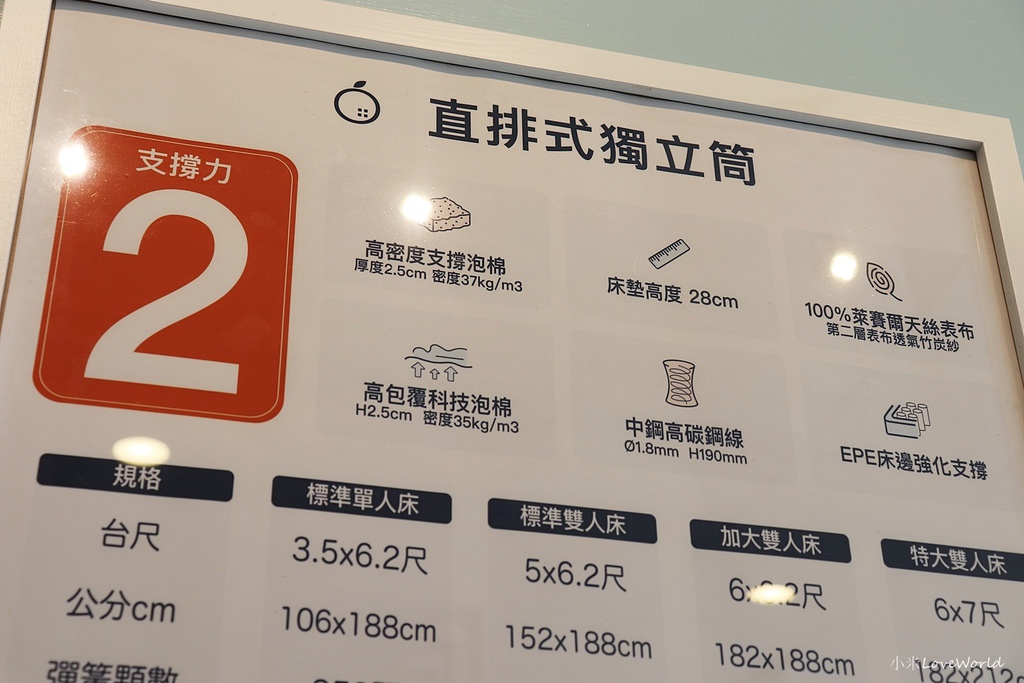 直排式獨立筒
支撐力
2
高密度支撐泡棉
厚度2.5cm 密度37kg/m3
床墊高度 28cm
100%萊賽爾天絲表布
第二層表布透氣竹炭紗
高包覆科技泡棉
H2.5cm 密度35kg/m3
中鋼高碳鋼線
Ø1.8mm H190mm
EPE床邊強化支撐
規格 標準單人床 標準雙人床 加大雙人床 特大雙人床
台尺 3.5x6.2尺 5x6.2尺 6x6.2尺 6x7尺
公分cm 106x188cm 152x188cm 182x188cm 182x212c
彈簧顆數
小米LoveWorld